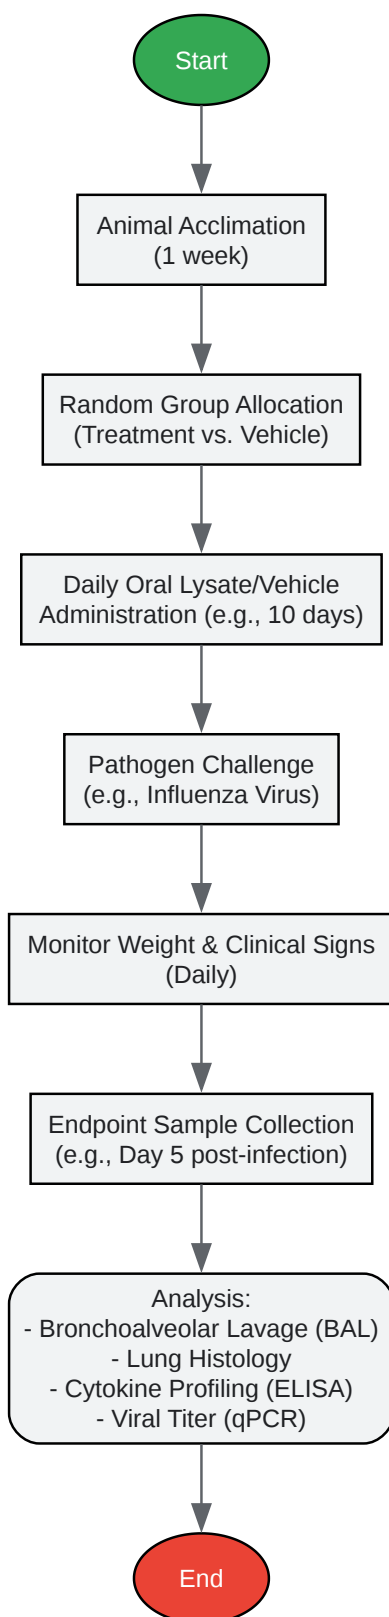 Start
Animal Acclimation
(1 week)
Random Group Allocation
(Treatment vs. Vehicle)
Daily Oral Lysate/Vehicle
Administration (e.g., 10 days)
Pathogen Challenge
(e.g., Influenza Virus)
Monitor Weight & Clinical Signs
(Daily)
Endpoint Sample Collection
(e.g., Day 5 post-infection)
Analysis:
- Bronchoalveolar Lavage (BAL)
- Lung Histology
- Cytokine Profiling (ELISA)
- Viral Titer (qPCR)
End